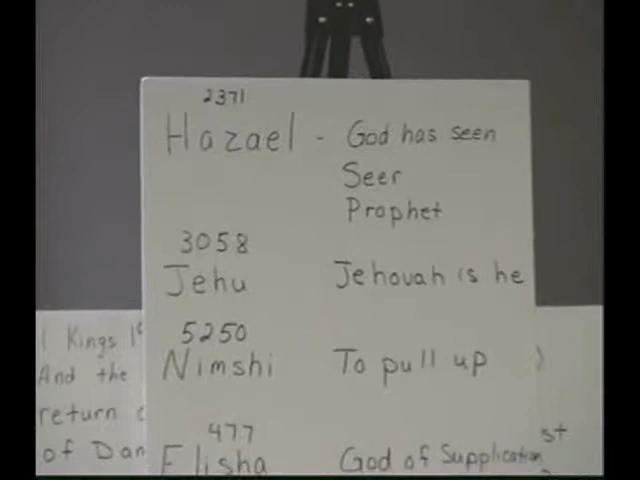 2371
Hazael - God has seen
Seer
Prophet
3058
Jehu Jehovah is he
5250
Nimshi To pull up
477
Elisha God of Supplication
I Kings
And the
return
of Dam
st